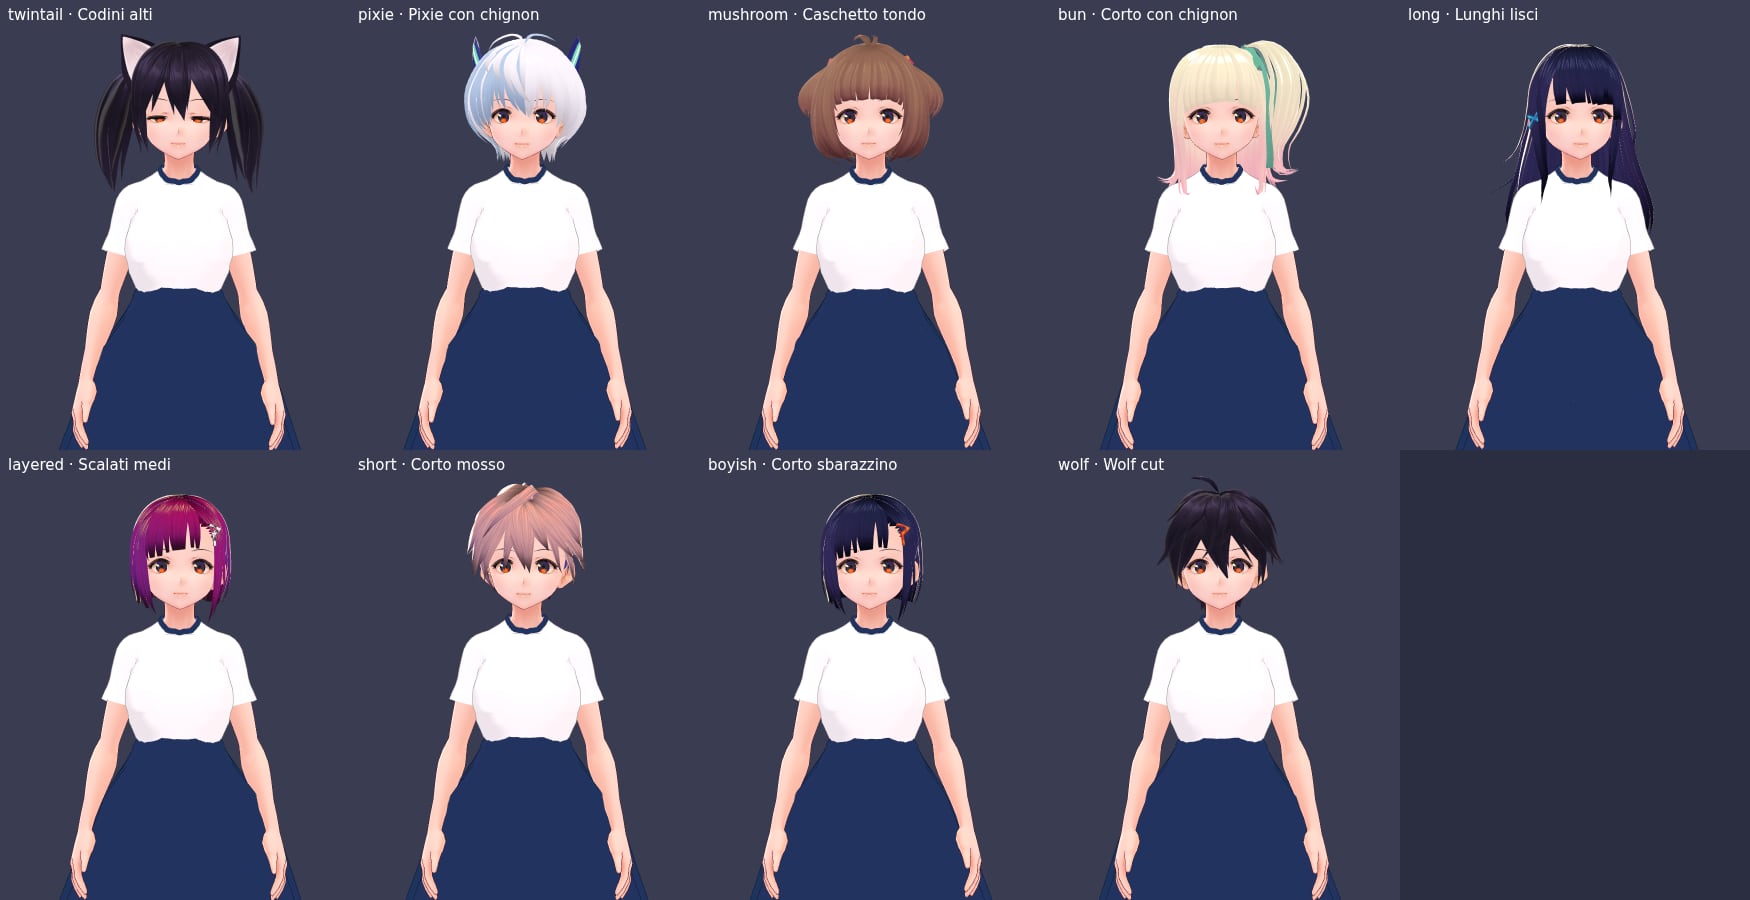 twintail · Codini alti
pixie · Pixie con chignon
mushroom · Caschetto tondo
bun · Corto con chignon
long · Lunghi lisci
layered · Scalati medi
short · Corto mosso
boyish · Corto sbarazzino
wolf · Wolf cut